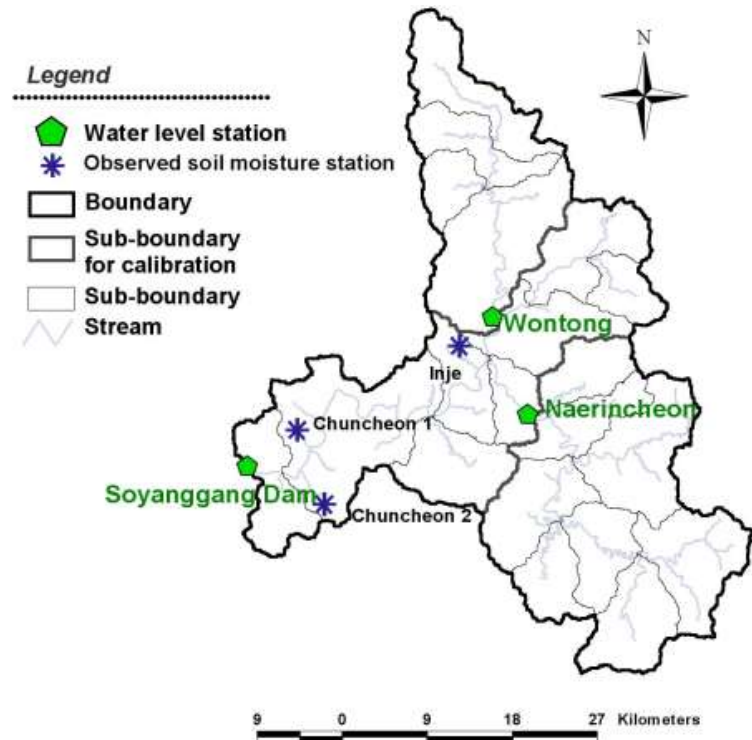 N
Legend
Water level station
Observed soil moisture station
Boundary
Sub-boundary
for calibration
Sub-boundary
Stream
Wontong
Inje
Naerincheon
Chuncheon 1
Soyanggang Dam
Chuncheon 2
9 0 9 18 27 Kilometers